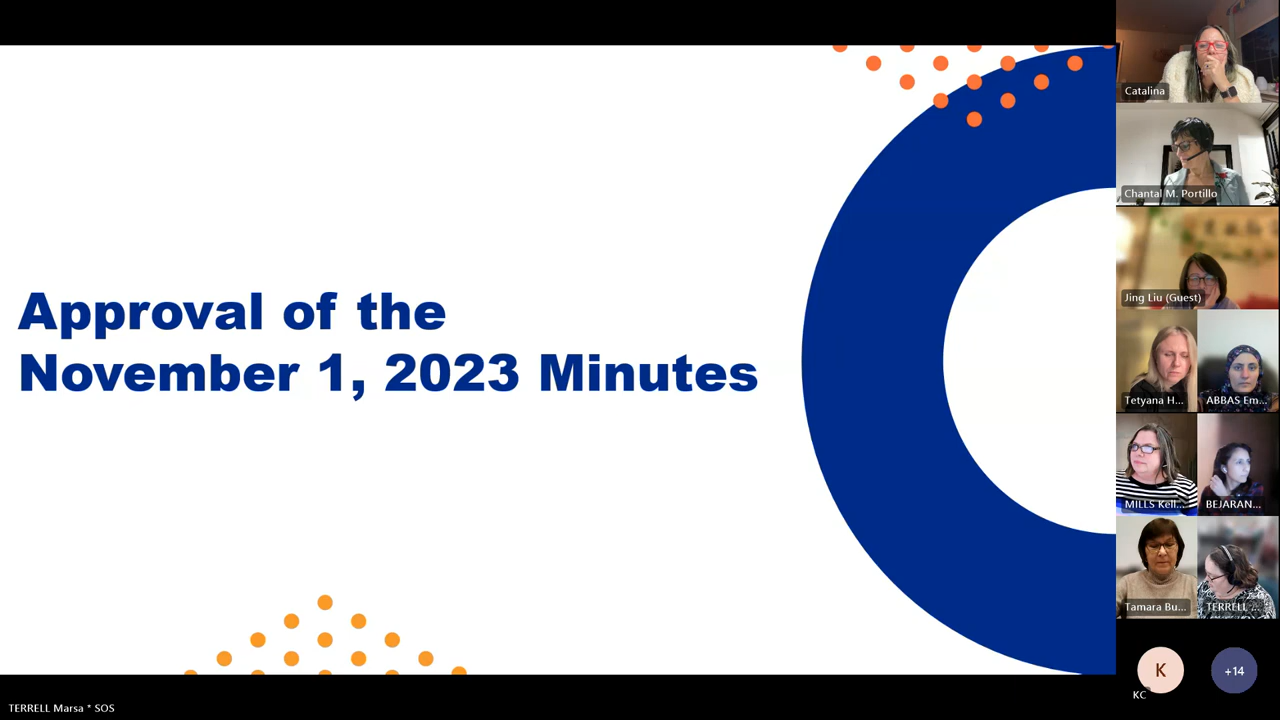 Approval of the
November 1, 2023 Minutes
Catalina
Chantal M. Portillo
Jing Liu (Guest)
Tetyana H...
ABBAS Em...
MILLS Kell...
BEJARAN...
Tamara Bu...
TERRELL ...
K
+14
KC
TERRELL Marsa * SOS